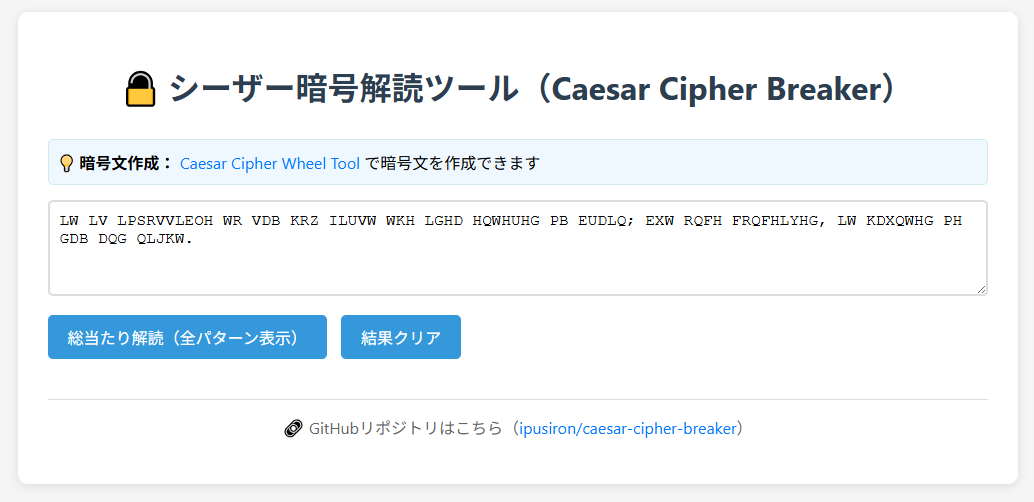 シーザー暗号解読ツール（Caesar Cipher Breaker）
暗号文作成： Caesar Cipher Wheel Tool で暗号文を作成できます
LW LV LPSRVVLEOH WR VDB KRZ ILUVW WKH LGHD HQWHUHG PB EUDLQ; EXW RQFH FRQFHLYHG, LW KDXQWHG PH
GDB DQG QLJKW.
総当たり解読（全パターン表示） 結果クリア
GitHubリポジトリはこちら（ipusiron/caesar-cipher-breaker）